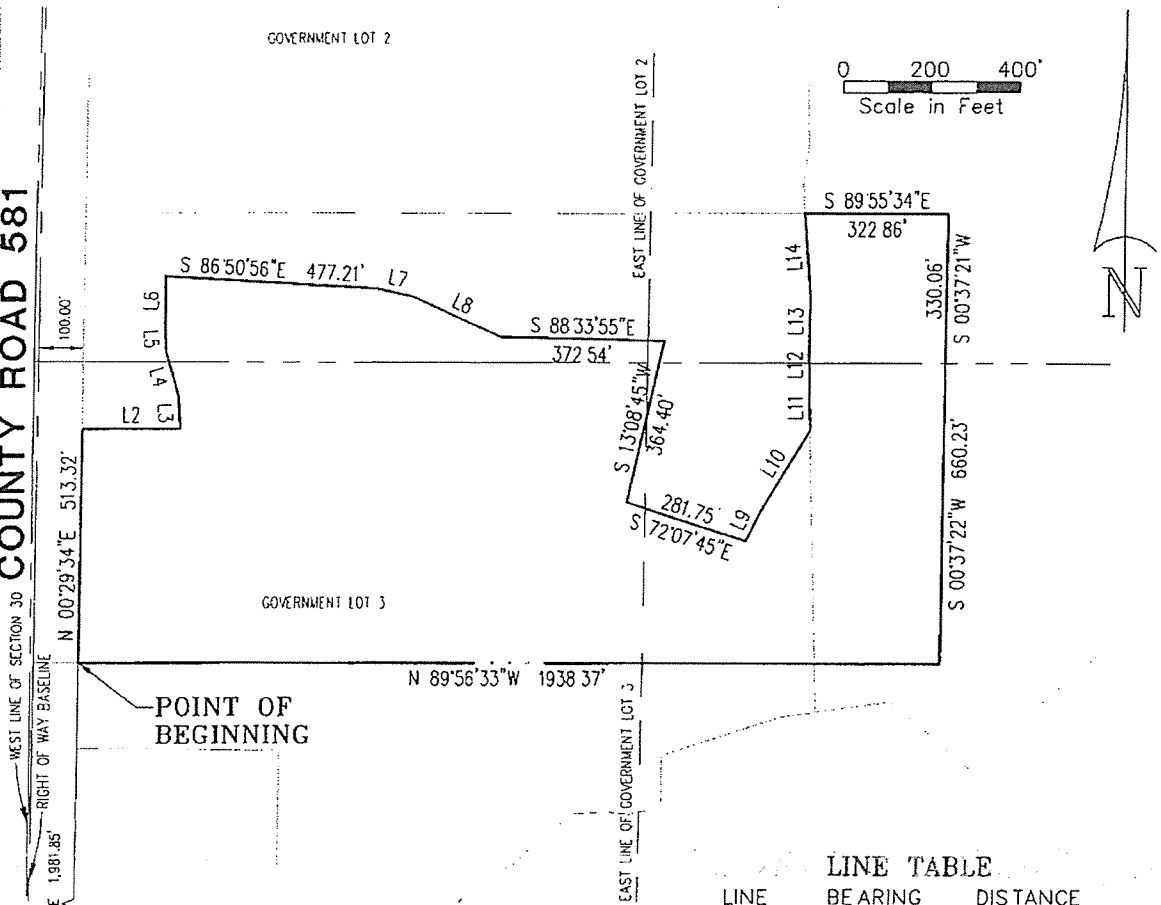 GOVERNMENT LOT 2
0 200 400'
Scale in Feet
EAST LINE OF GOVERNMENT LOT 2
COUNTY ROAD 581
S 89°55'34"E
322 86'
L14
330.06'
S 00°37'21"W
N
S 86°50'56"E 477.21'
L7
L6
L8
100.00'
L5
S 88°33'55"E
372 54'
L13
L12
L4
L3
L2
S 13°08'45"W
364.40'
L11
L10
N 00°29'34"E 513.32'
281.75'
S 72°07'45"E
L9
S 00°37'22"W 660.23'
GOVERNMENT LOT 3
N 89°56'33"W 1938 37'
POINT OF
BEGINNING
WEST LINE OF SECTION 30
RIGHT OF WAY BASELINE
EAST LINE OF GOVERNMENT LOT 3
E 1,981.85'
LINE TABLE
LINE BEARING DISTANCE